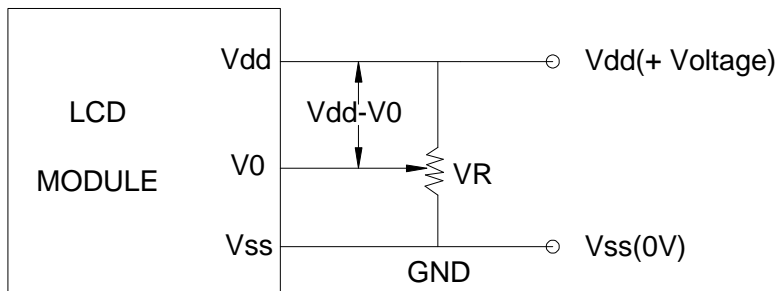 Vdd
Vdd(+ Voltage)
LCD
Vdd-V0
MODULE
V0
VR
Vss
Vss(0V)
GND